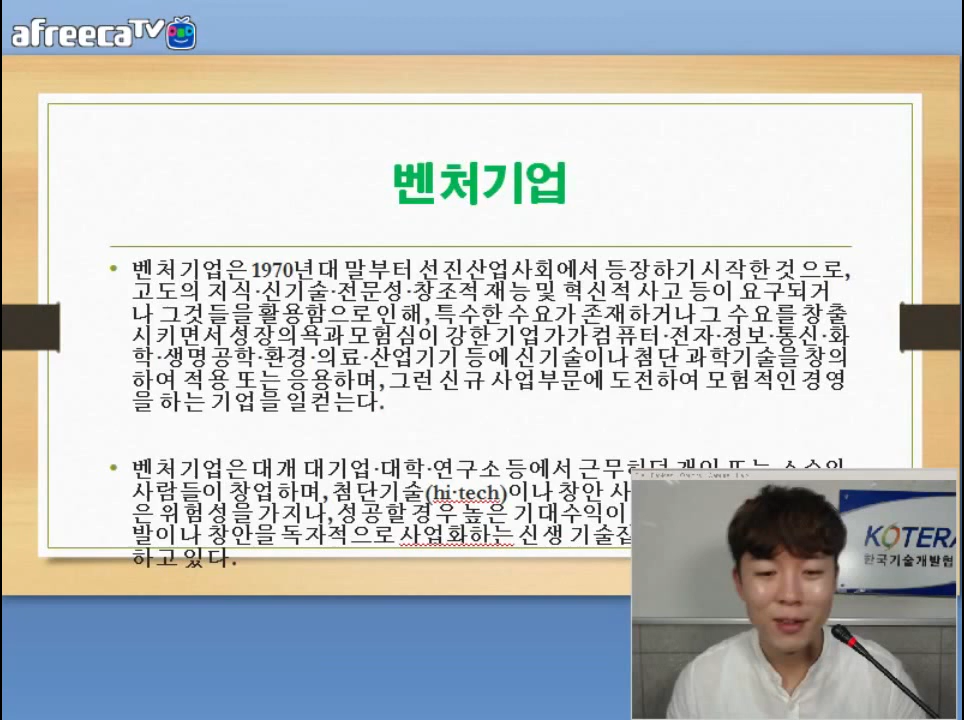 afreecaTV
벤처기업
• 벤처기업은 1970년대 말부터 선진산업사회에서 등장하기 시작한 것으로,
고도의 지식·신기술·전문성·창조적 재능 및 혁신적 사고 등이 요구되거
나 그것들을 활용함으로 인해, 특수한 수요가 존재하거나 그 수요를 창출
시키면서 성장의욕과 모험심이 강한 기업가가 컴퓨터·전자·정보·통신·화
학·생명공학·환경·의료·산업기기 등에 신기술이나 첨단 과학기술을 창의
하여 적용 또는 응용하며, 그런 신규 사업부문에 도전하여 모험적인 경영
을 하는 기업을 일컫는다.
• 벤처기업은 대개 대기업·대학·연구소 등에서 근무하던 개인 또는 소수의
사람들이 창업하며, 첨단기술(hi·tech)이나 창안 사
은 위험성을 가지나, 성공할 경우 높은 기대수익이
발이나 창안을 독자적으로 사업화하는 신생 기술집
하고 있다.
KOTERA
한국기술개발협